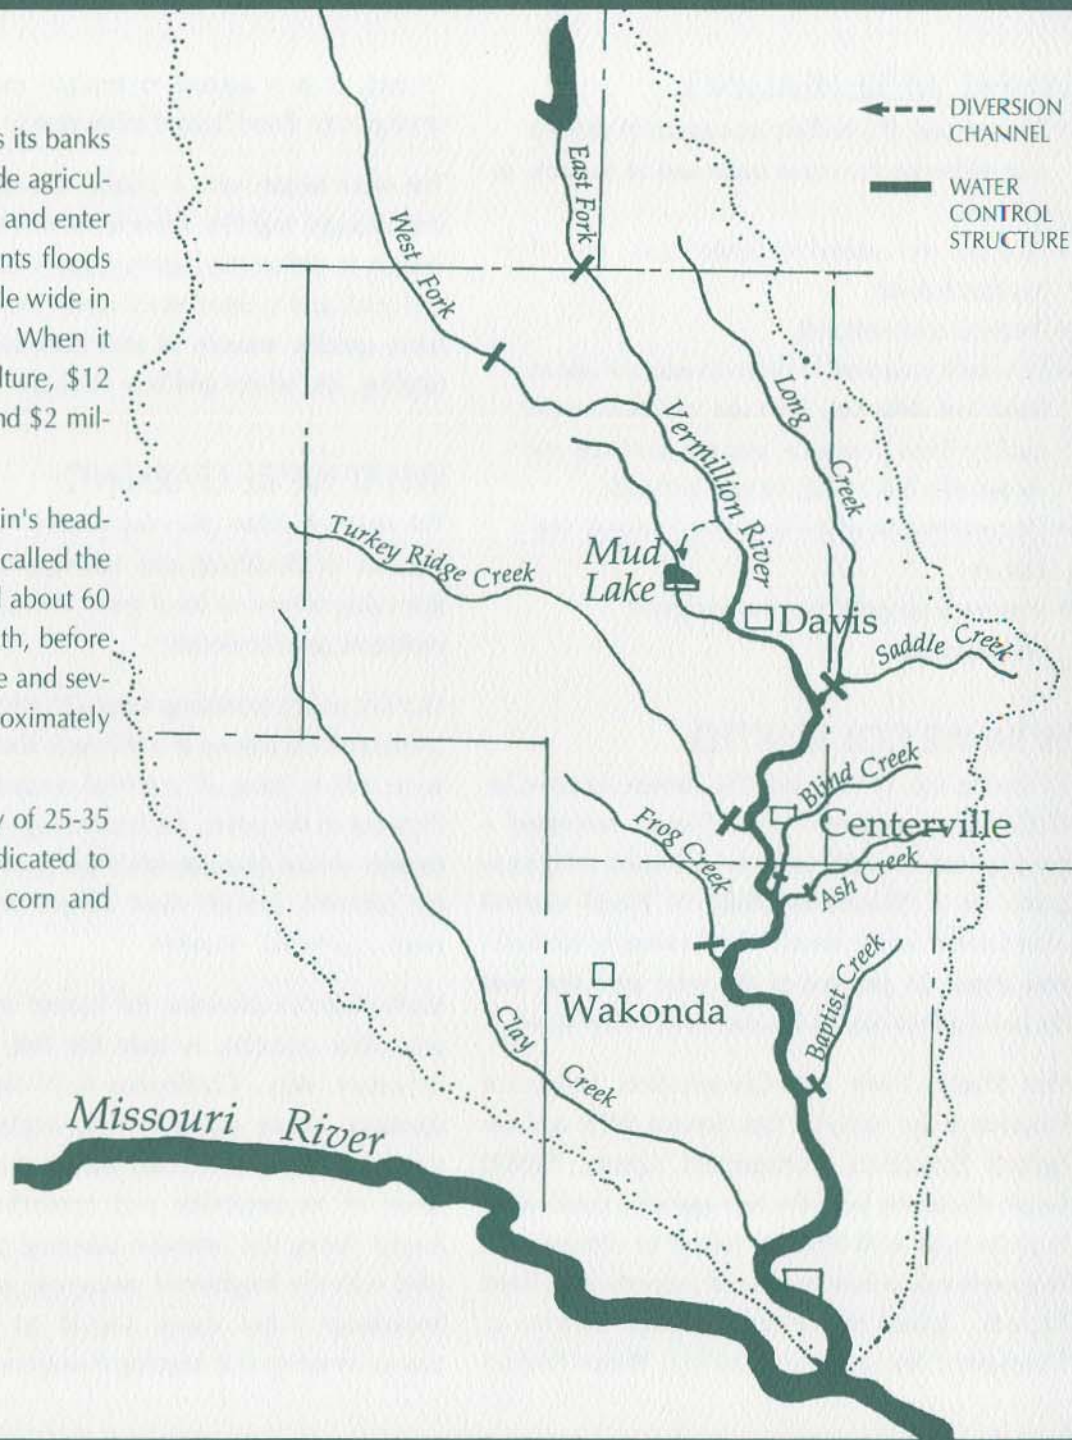 s its banks
de agricul-
and enter
nts floods
le wide in
When it
lture, $12
nd $2 mil-
in's head-
called the
d about 60
th, before
e and sev-
oximately
y of 25-35
dicated to
corn and
DIVERSION
CHANNEL
WATER
CONTROL
STRUCTURE
East Fork
West Fork
Long Creek
Vermillion River
Turkey Ridge Creek
Mud
Lake
Davis
Saddle Creek
Blind Creek
Centerville
Frog Creek
Ash Creek
Wakonda
Baptist Creek
Clay Creek
Missouri River